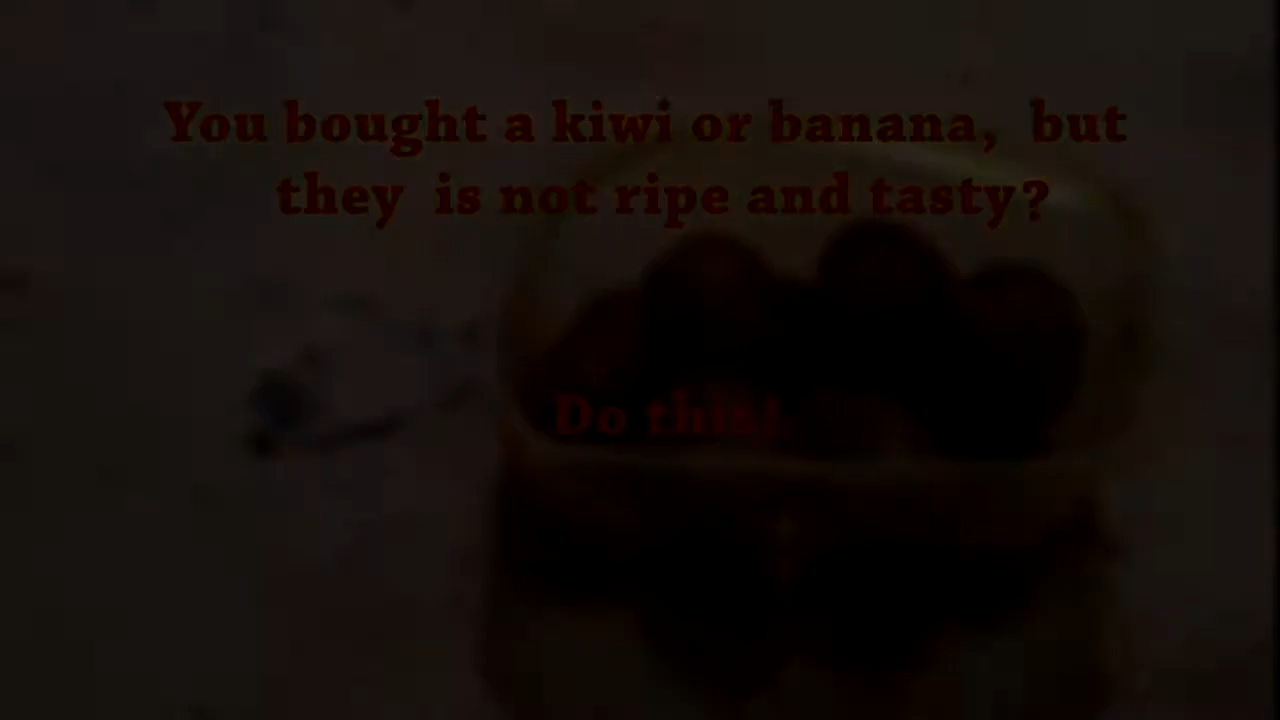 You bought a kiwi or banana, but
they is not ripe and tasty?
Do this!